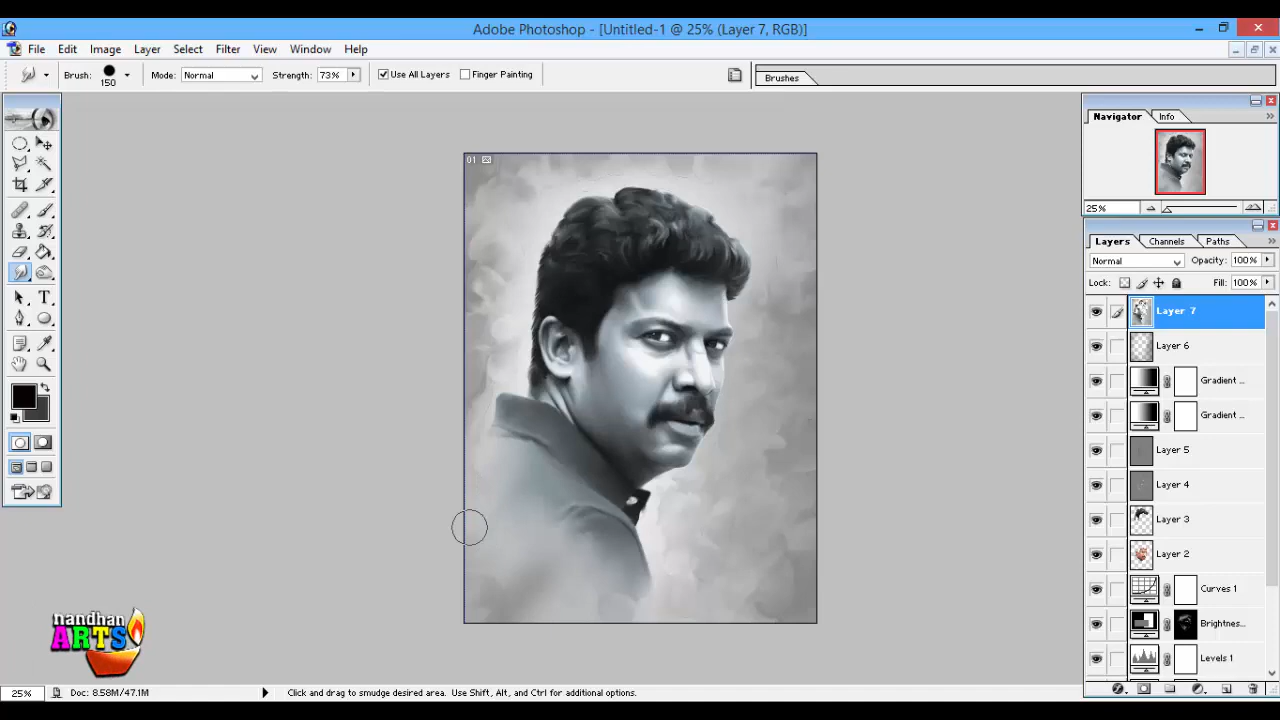 Adobe Photoshop - [Untitled-1 @ 25% (Layer 7, RGB)]
File Edit Image Layer Select Filter View Window Help
Brush: 150 Mode: Normal Strength: 73% Use All Layers Finger Painting Brushes
Navigator Info
01
25%
Layers Channels Paths
Normal Opacity: 100%
Lock: Fill: 100%
Layer 7
Layer 6
Gradient ...
Gradient ...
Layer 5
Layer 4
Layer 3
Layer 2
Curves 1
Brightnes...
Levels 1
nandhan
ARTS
25% Doc: 8.58M/47.1M Click and drag to smudge desired area. Use Shift, Alt, and Ctrl for additional options.